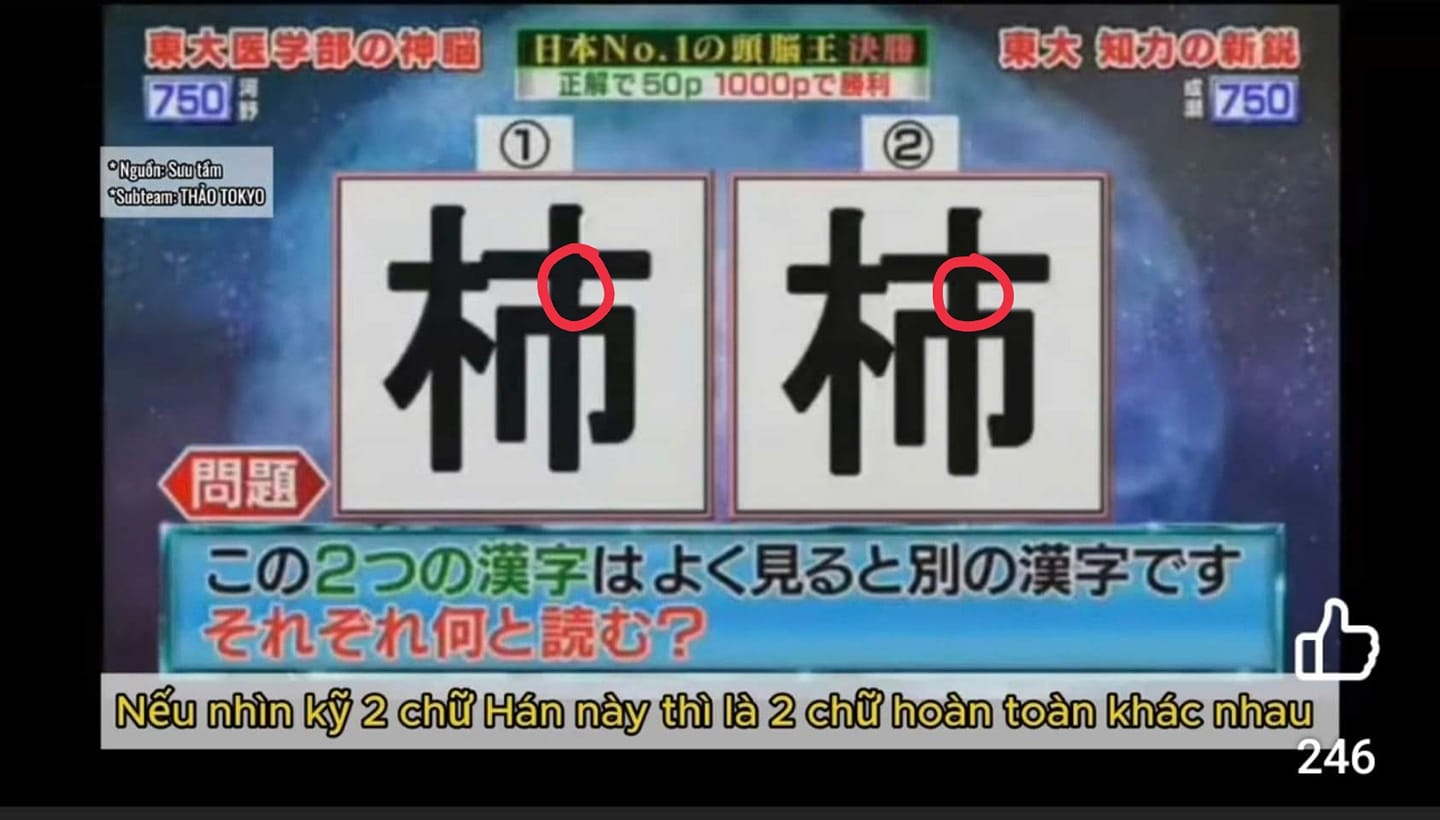 東大医学部の神脳
日本No.1の頭脳王 決勝
東大 知力の新鋭
750 河野
正解で50p 1000pで勝利
成瀬 750
① ②
*Nguồn: Sưu tầm
*Subteam: THẢO TOKYO
柿 杮
問題
この2つの漢字はよく見ると別の漢字です
それぞれ何と読む?
Nếu nhìn kỹ 2 chữ Hán này thì là 2 chữ hoàn toàn khác nhau
246